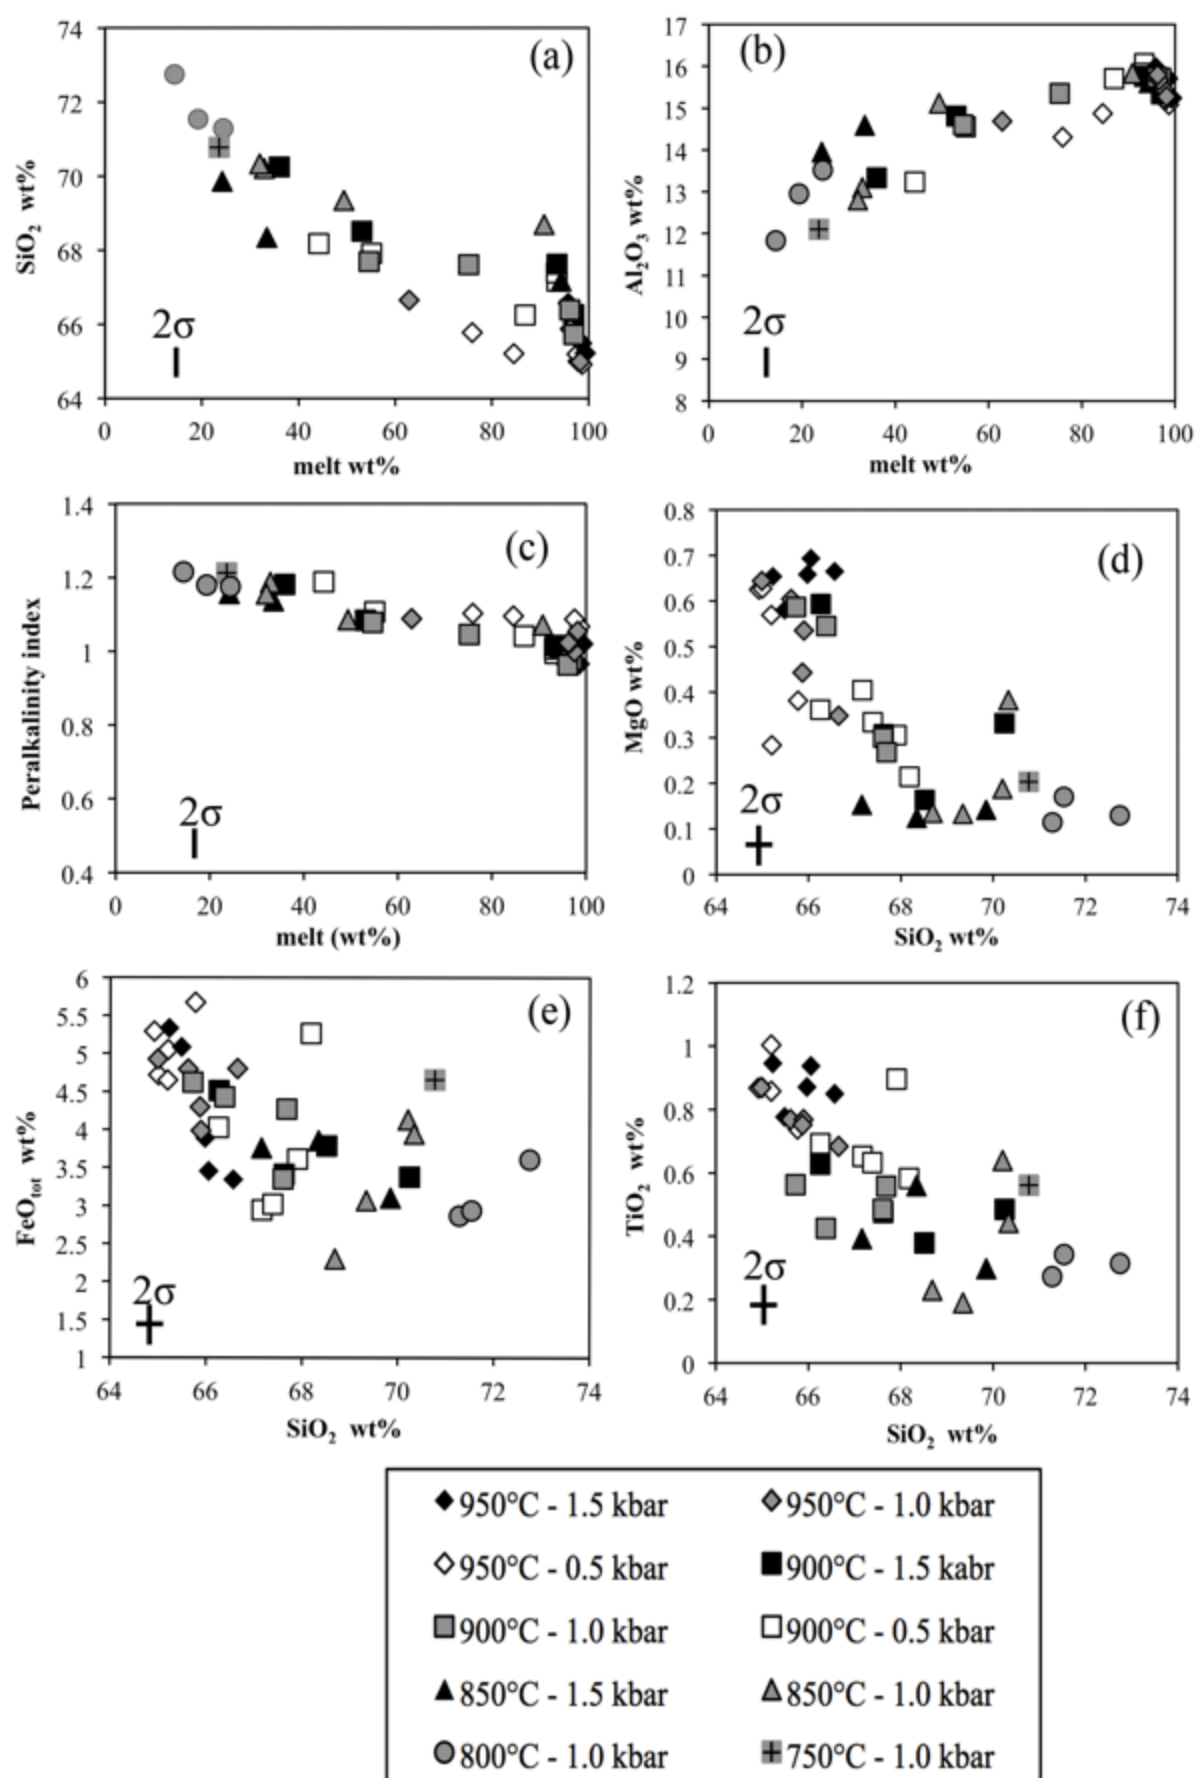 (a)
74
72
70
68
66
64
SiO₂ wt%
2σ
0 20 40 60 80 100
melt wt%
(b)
17
16
15
14
13
12
11
10
9
8
Al₂O₃ wt%
2σ
0 20 40 60 80 100
melt wt%
(c)
1.4
1.2
1
0.8
0.6
0.4
Peralkalinity index
2σ
0 20 40 60 80 100
melt (wt%)
(d)
0.8
0.7
0.6
0.5
0.4
0.3
0.2
0.1
0
MgO wt%
2σ
64 66 68 70 72 74
SiO₂ wt%
(e)
6
5.5
5
4.5
4
3.5
3
2.5
2
1.5
1
FeOtot wt%
2σ
64 66 68 70 72 74
SiO₂ wt%
(f)
1.2
1
0.8
0.6
0.4
0.2
0
TiO₂ wt%
2σ
64 66 68 70 72 74
SiO₂ wt%
950°C - 1.5 kbar 950°C - 1.0 kbar
950°C - 0.5 kbar 900°C - 1.5 kabr
900°C - 1.0 kbar 900°C - 0.5 kbar
850°C - 1.5 kbar 850°C - 1.0 kbar
800°C - 1.0 kbar 750°C - 1.0 kbar